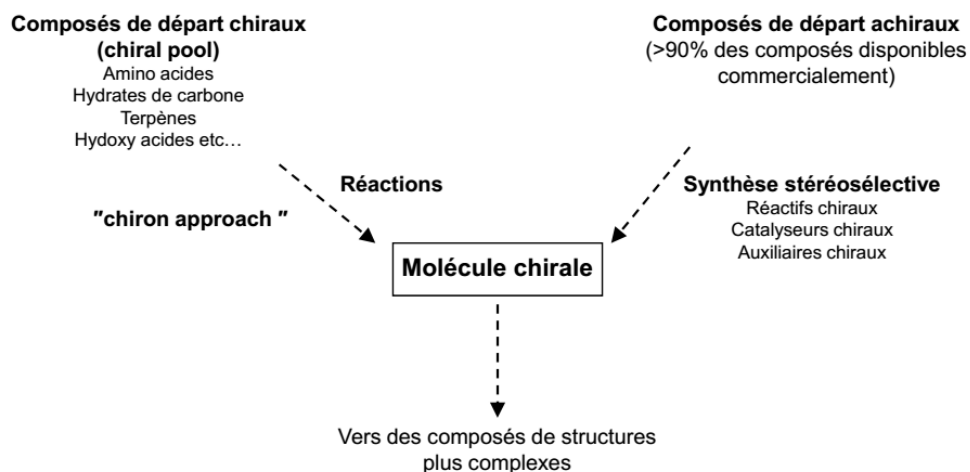 Composés de départ chiraux
(chiral pool)
Amino acides
Hydrates de carbone
Terpènes
Hydoxy acides etc…
Composés de départ achiraux
(>90% des composés disponibles
commercialement)
Réactions
"chiron approach "
Synthèse stéréosélective
Réactifs chiraux
Catalyseurs chiraux
Auxiliaires chiraux
Molécule chirale
Vers des composés de structures
plus complexes